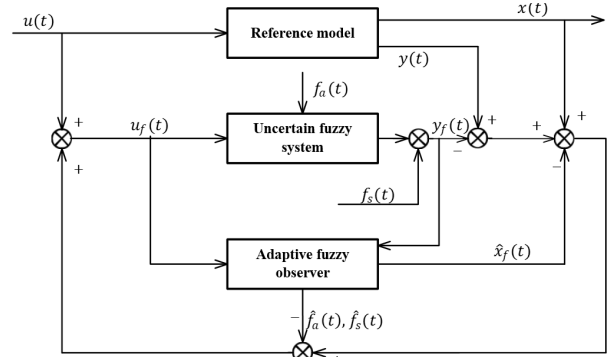 u(t)
x(t)
Reference model
y(t)
f_a(t)
+
+
+
+
u_f(t)
Uncertain fuzzy
system
y_f(t)
−
−
+
f_s(t)
Adaptive fuzzy
observer
x̂_f(t)
− f̂_a(t), f̂_s(t)